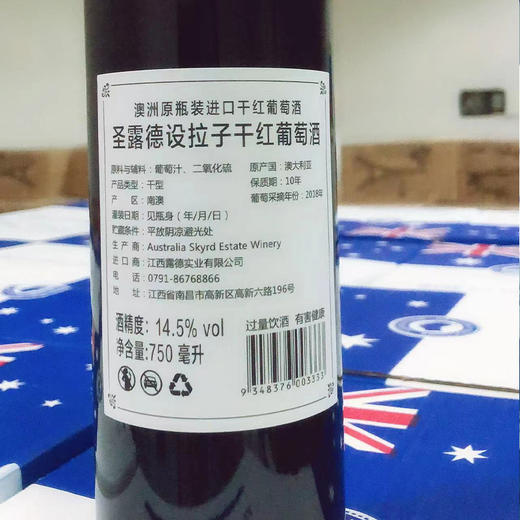 澳洲原瓶装进口干红葡萄酒
圣露德设拉子干红葡萄酒
原料与辅料：葡萄汁、二氧化硫 原产国：澳大利亚
产品类型：干型 保质期：10年
产　　区：南澳 葡萄采摘年份：2018年
灌装日期：见瓶身（年/月/日）
贮藏条件：平放阴凉避光处
生 产 商：Australia Skyrd Estate Winery
进 口 商：江西露德实业有限公司
电　　话：0791-86768866
地　　址：江西省南昌市高新区高新六路196号
酒精度：14.5% vol 过量饮酒 有害健康
净含量:750 毫升
9 348376 003353